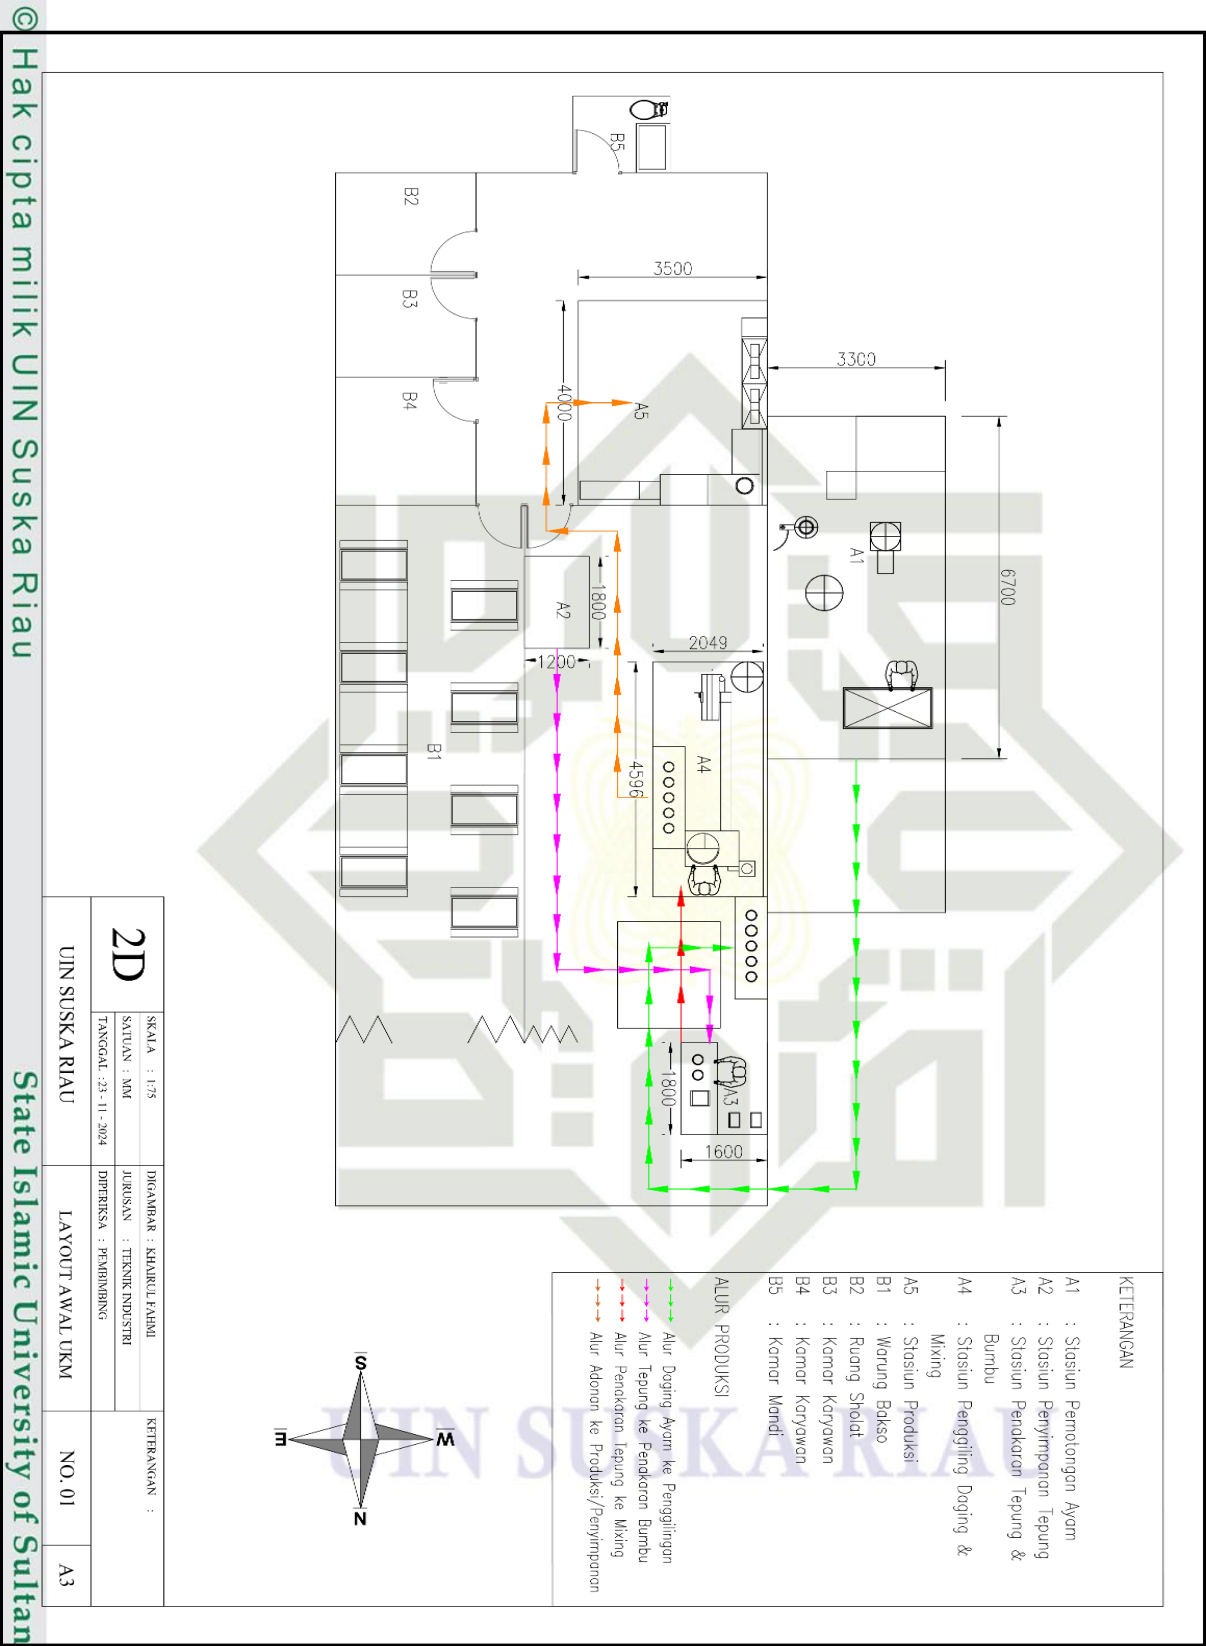 © Hak cipta milik UIN Suska Riau
State Islamic University of Sultan
B5
B2
B3
B4
3500
4000
A5
3300
6700
A1
A2
1800
1200
2049
4596
A4
B1
A3
1800
1600
KETERANGAN
A1 : Stasiun Pemotongan Ayam
A2 : Stasiun Penyimpanan Tepung
A3 : Stasiun Penakaran Tepung &
Bumbu
A4 : Stasiun Penggiling Daging &
Mixing
A5 : Stasiun Produksi
B1 : Warung Bakso
B2 : Ruang Sholat
B3 : Kamar Karyawan
B4 : Kamar Karyawan
B5 : Kamar Mandi
ALUR PRODUKSI
Alur Daging Ayam ke Penggilingan
Alur Tepung ke Penakaran Bumbu
Alur Penakaran Tepung ke Mixing
Alur Adonan ke Produksi/Penyimpanan
S
W
E
N
UIN SUSKA RIAU
2D
SKALA : 1:75
SATUAN : MM
TANGGAL : 23 - 11 - 2024
DIGAMBAR : KHAIRUL FAHMI
JURUSAN : TEKNIK INDUSTRI
DIPERIKSA : PEMBIMBING
KETERANGAN :
UIN SUSKA RIAU
LAYOUT AWAL UKM
NO. 01
A3